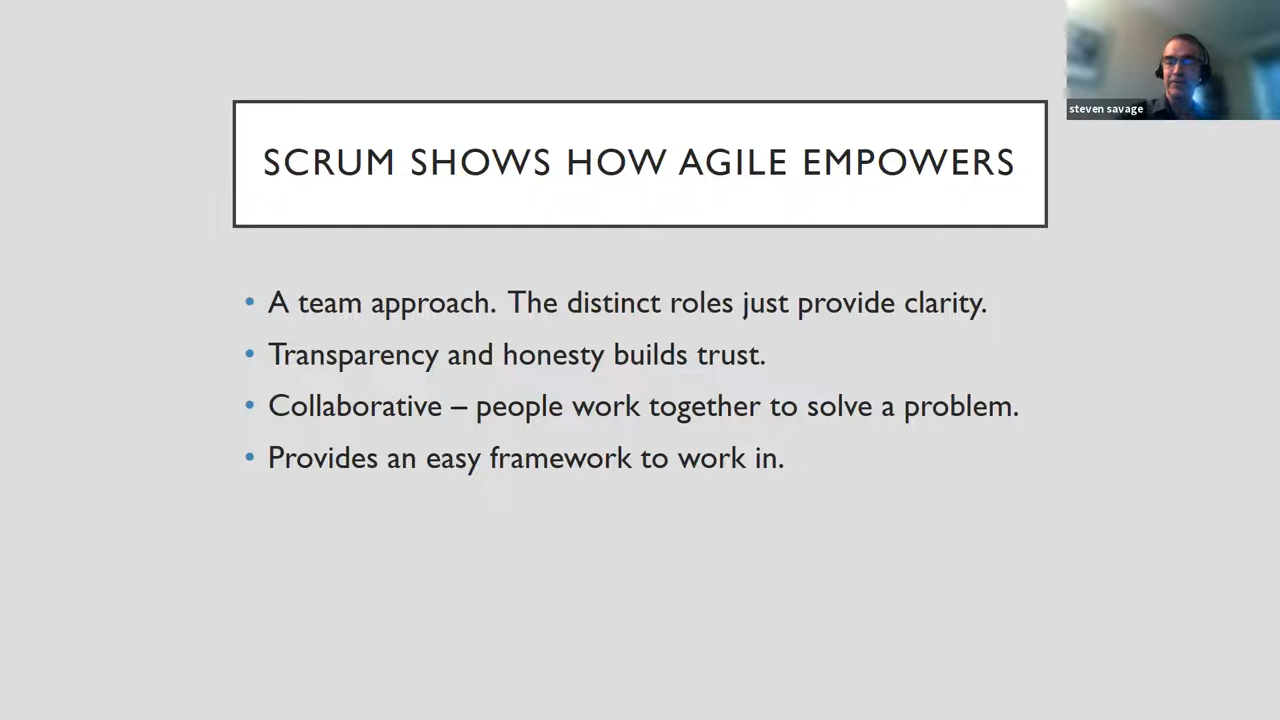 steven savage
SCRUM SHOWS HOW AGILE EMPOWERS
• A team approach. The distinct roles just provide clarity.
• Transparency and honesty builds trust.
• Collaborative – people work together to solve a problem.
• Provides an easy framework to work in.